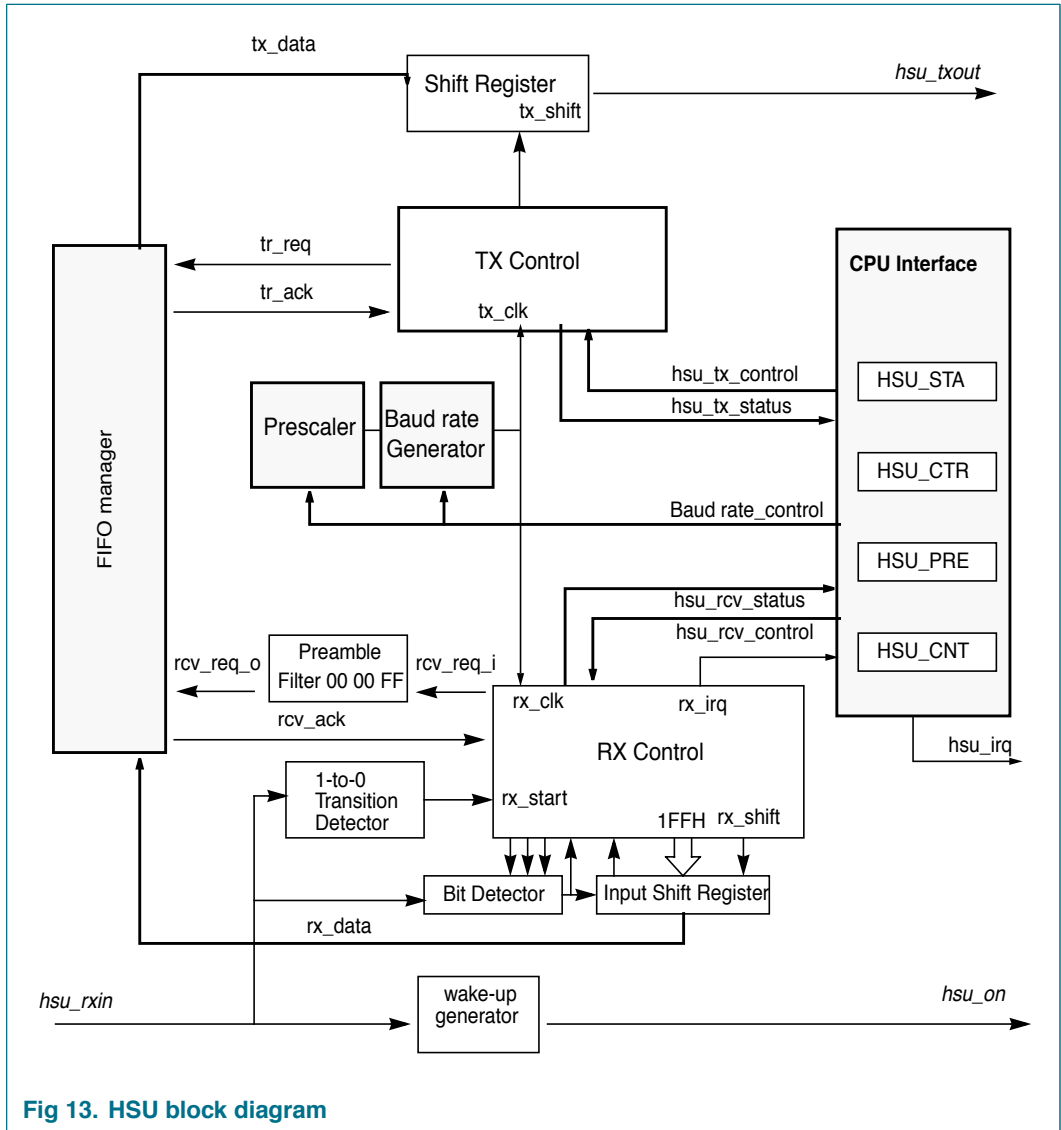 tx_data
Shift Register
tx_shift
hsu_txout
tr_req
tr_ack
TX Control
tx_clk
CPU Interface
HSU_STA
HSU_CTR
HSU_PRE
HSU_CNT
hsu_tx_control
hsu_tx_status
Prescaler
Baud rate
Generator
Baud rate_control
FIFO manager
hsu_rcv_status
hsu_rcv_control
rcv_req_o
Preamble
Filter 00 00 FF
rcv_req_i
rcv_ack
rx_clk
rx_irq
RX Control
hsu_irq
1-to-0
Transition
Detector
rx_start
1FFH
rx_shift
Bit Detector
Input Shift Register
rx_data
hsu_rxin
wake-up
generator
hsu_on
Fig 13. HSU block diagram